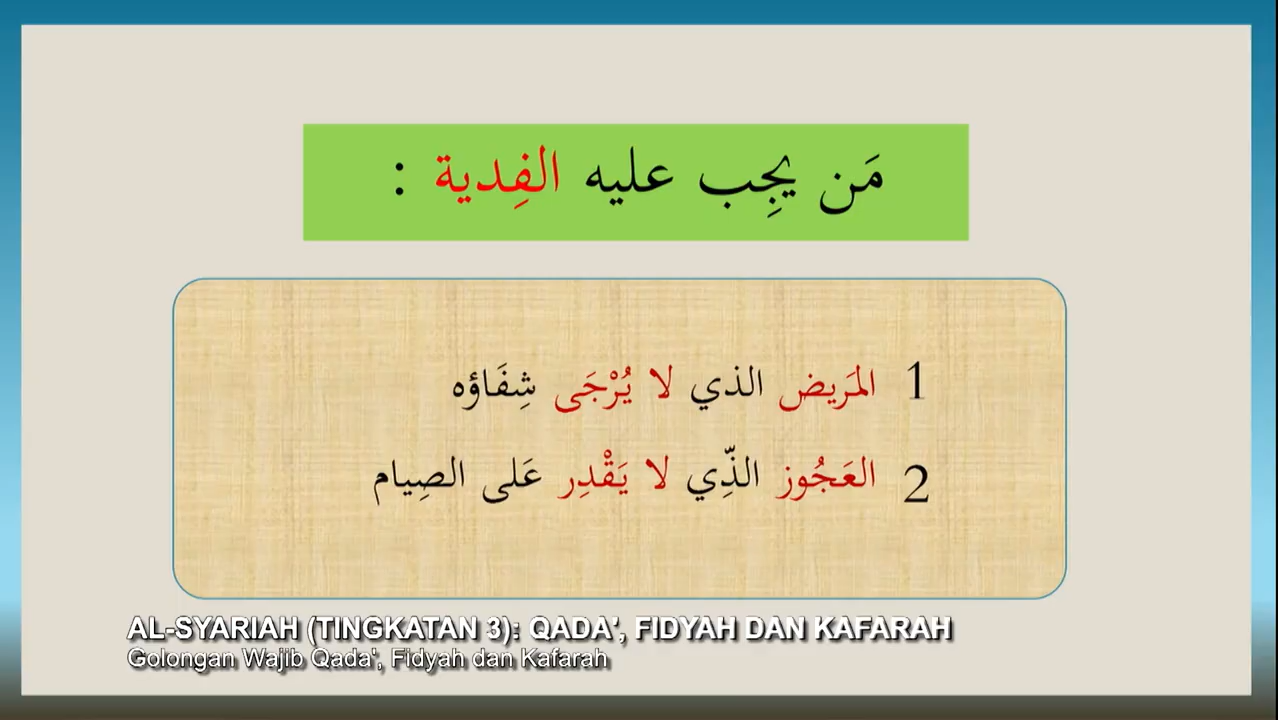 مَن يجِب عليه الفِدية :
1 المَريض الذي لا يُرْجَى شِفَاؤه
2 العَجُوز الذِّي لا يَقْدِر عَلى الصِيام
AL-SYARIAH (TINGKATAN 3): QADA', FIDYAH DAN KAFARAH
Golongan Wajib Qada', Fidyah dan Kafarah